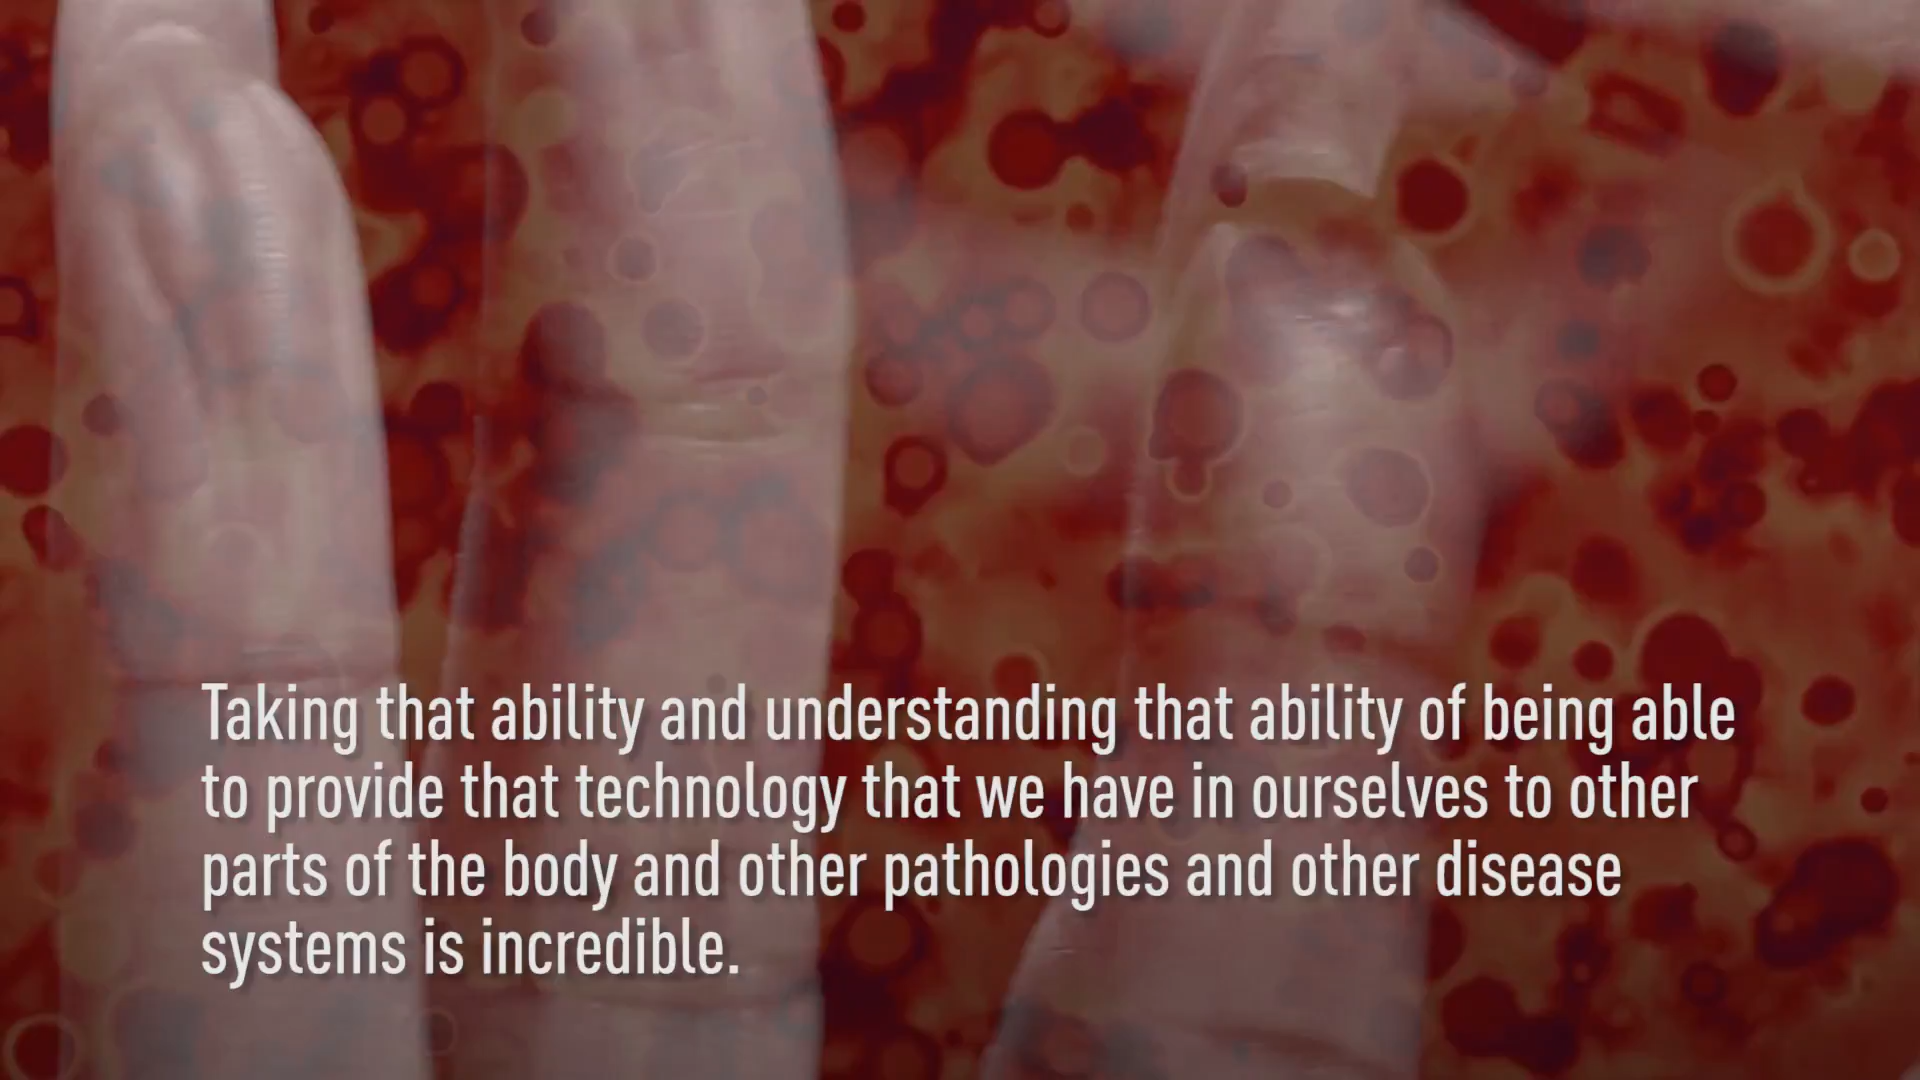 Taking that ability and understanding that ability of being able
to provide that technology that we have in ourselves to other
parts of the body and other pathologies and other disease
systems is incredible.